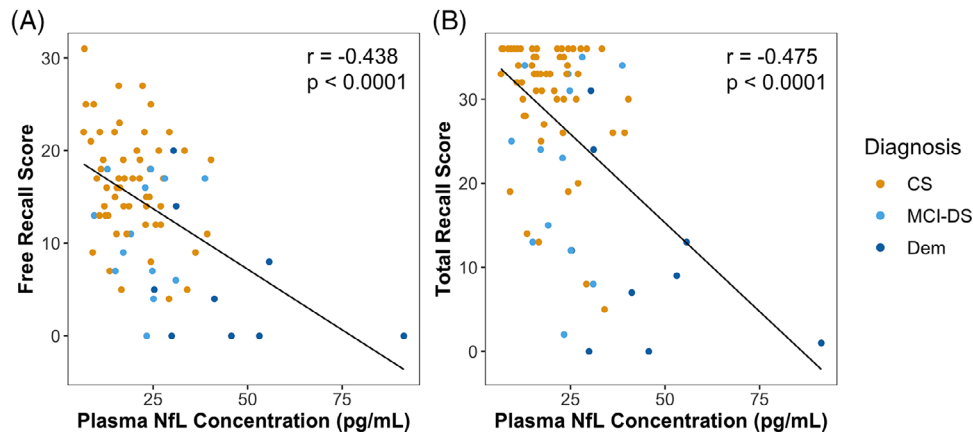 (A)
r = -0.438
p < 0.0001
Free Recall Score
30
20
10
0
25
50
75
Plasma NfL Concentration (pg/mL)
(B)
r = -0.475
p < 0.0001
Total Recall Score
30
20
10
0
25
50
75
Plasma NfL Concentration (pg/mL)
Diagnosis
CS
MCI-DS
Dem